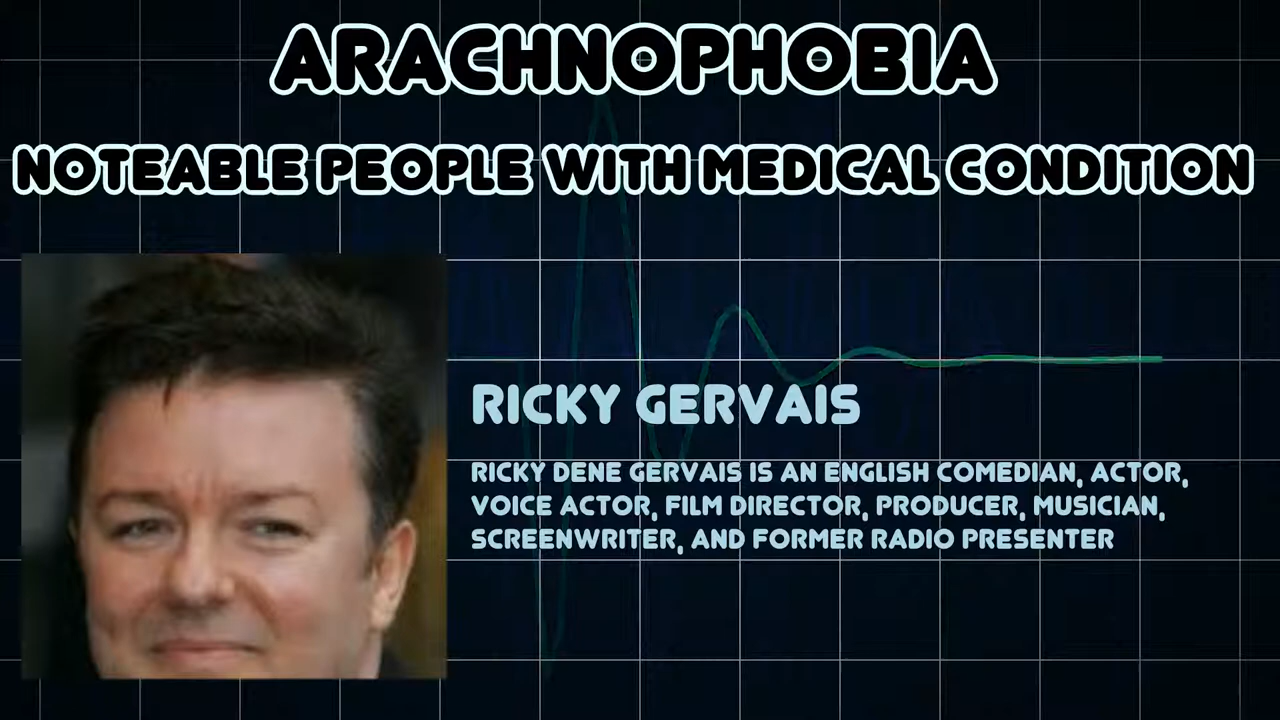 ARACHNOPHOBIA
NOTEABLE PEOPLE WITH MEDICAL CONDITION
RICKY GERVAIS
RICKY DENE GERVAIS IS AN ENGLISH COMEDIAN, ACTOR,
VOICE ACTOR, FILM DIRECTOR, PRODUCER, MUSICIAN,
SCREENWRITER, AND FORMER RADIO PRESENTER